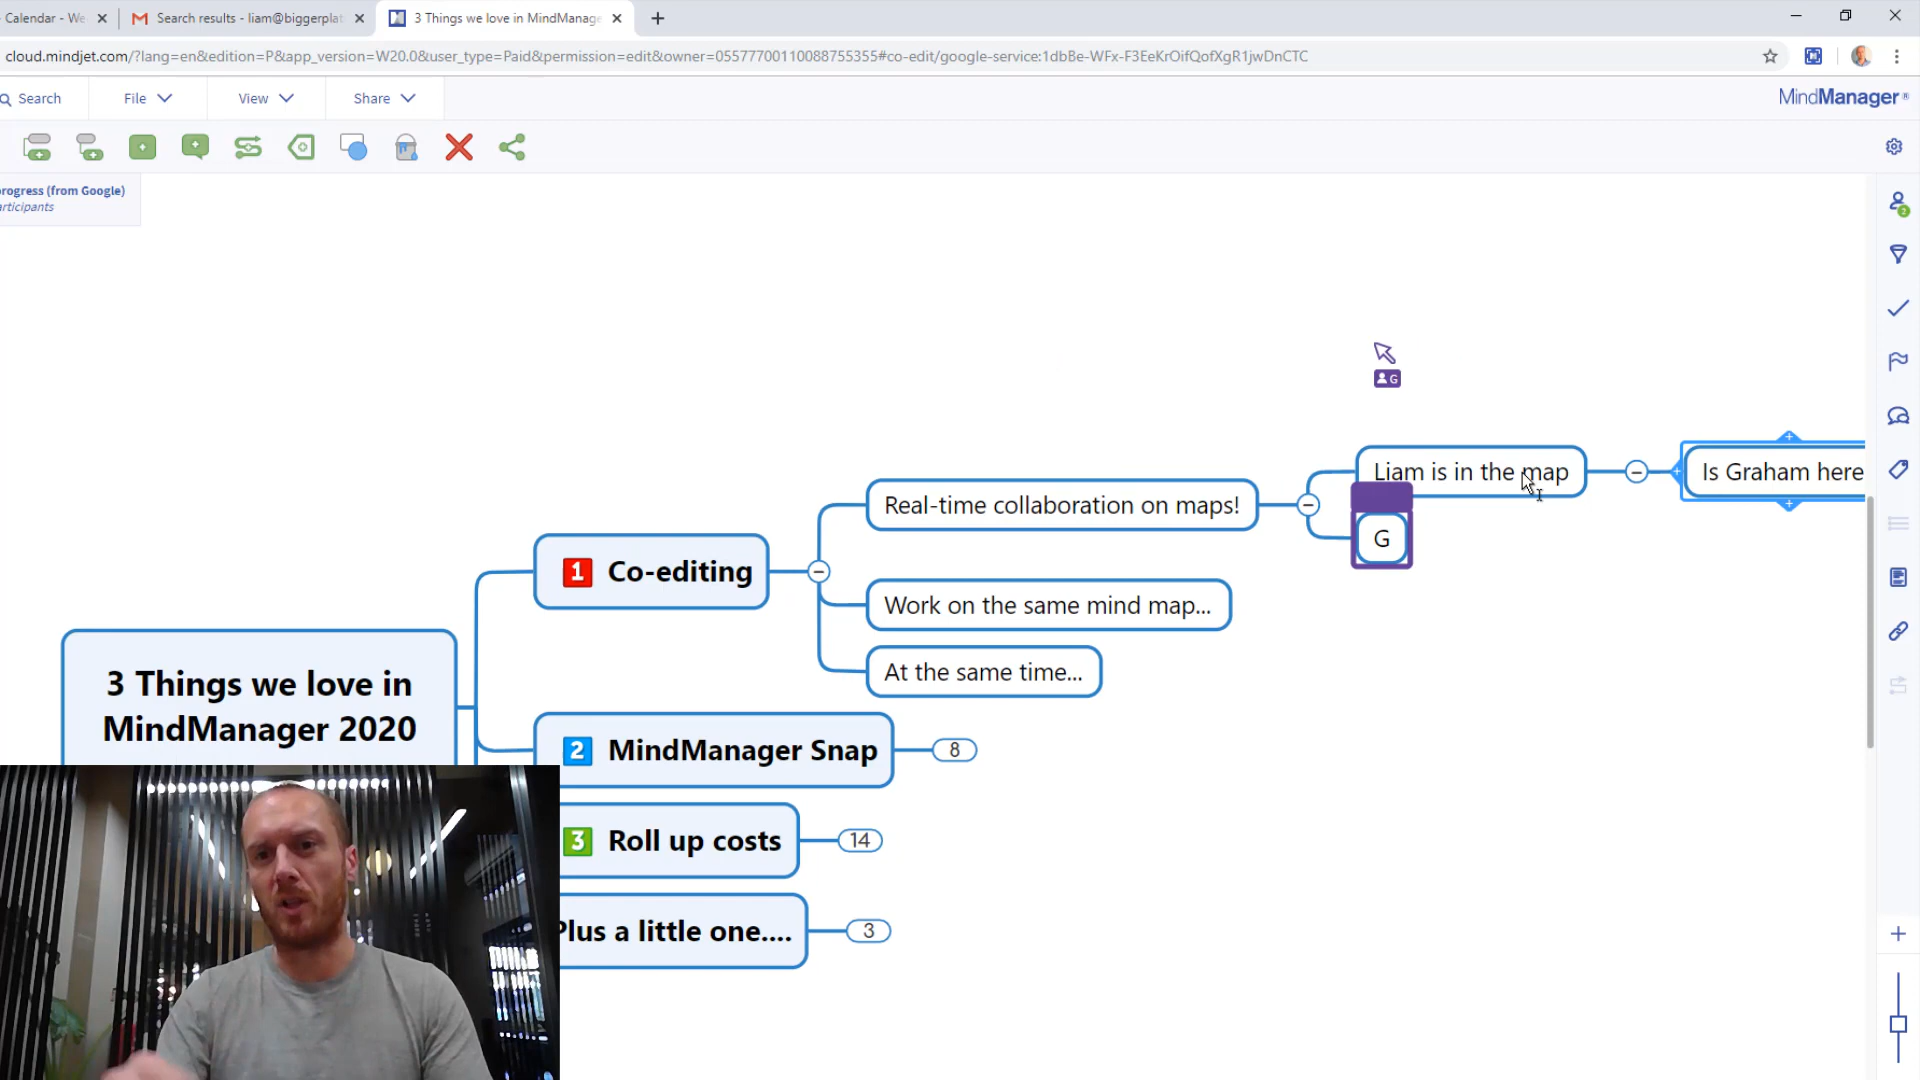 Calendar - We
Search results - liam@biggerplat
3 Things we love in MindManage
cloud.mindjet.com/?lang=en&edition=P&app_version=W20.0&user_type=Paid&permission=edit&owner=05577700110088755355#co-edit/google-service:1dbBe-WFx-F3EeKrOifQofXgR1jwDnCTC
Search
File
View
Share
MindManager®
rogress (from Google)
articipants
2
G
Liam is in the map
Is Graham here
Real-time collaboration on maps!
G
1 Co-editing
Work on the same mind map...
At the same time...
3 Things we love in
MindManager 2020
2 MindManager Snap
8
3 Roll up costs
14
Plus a little one....
3